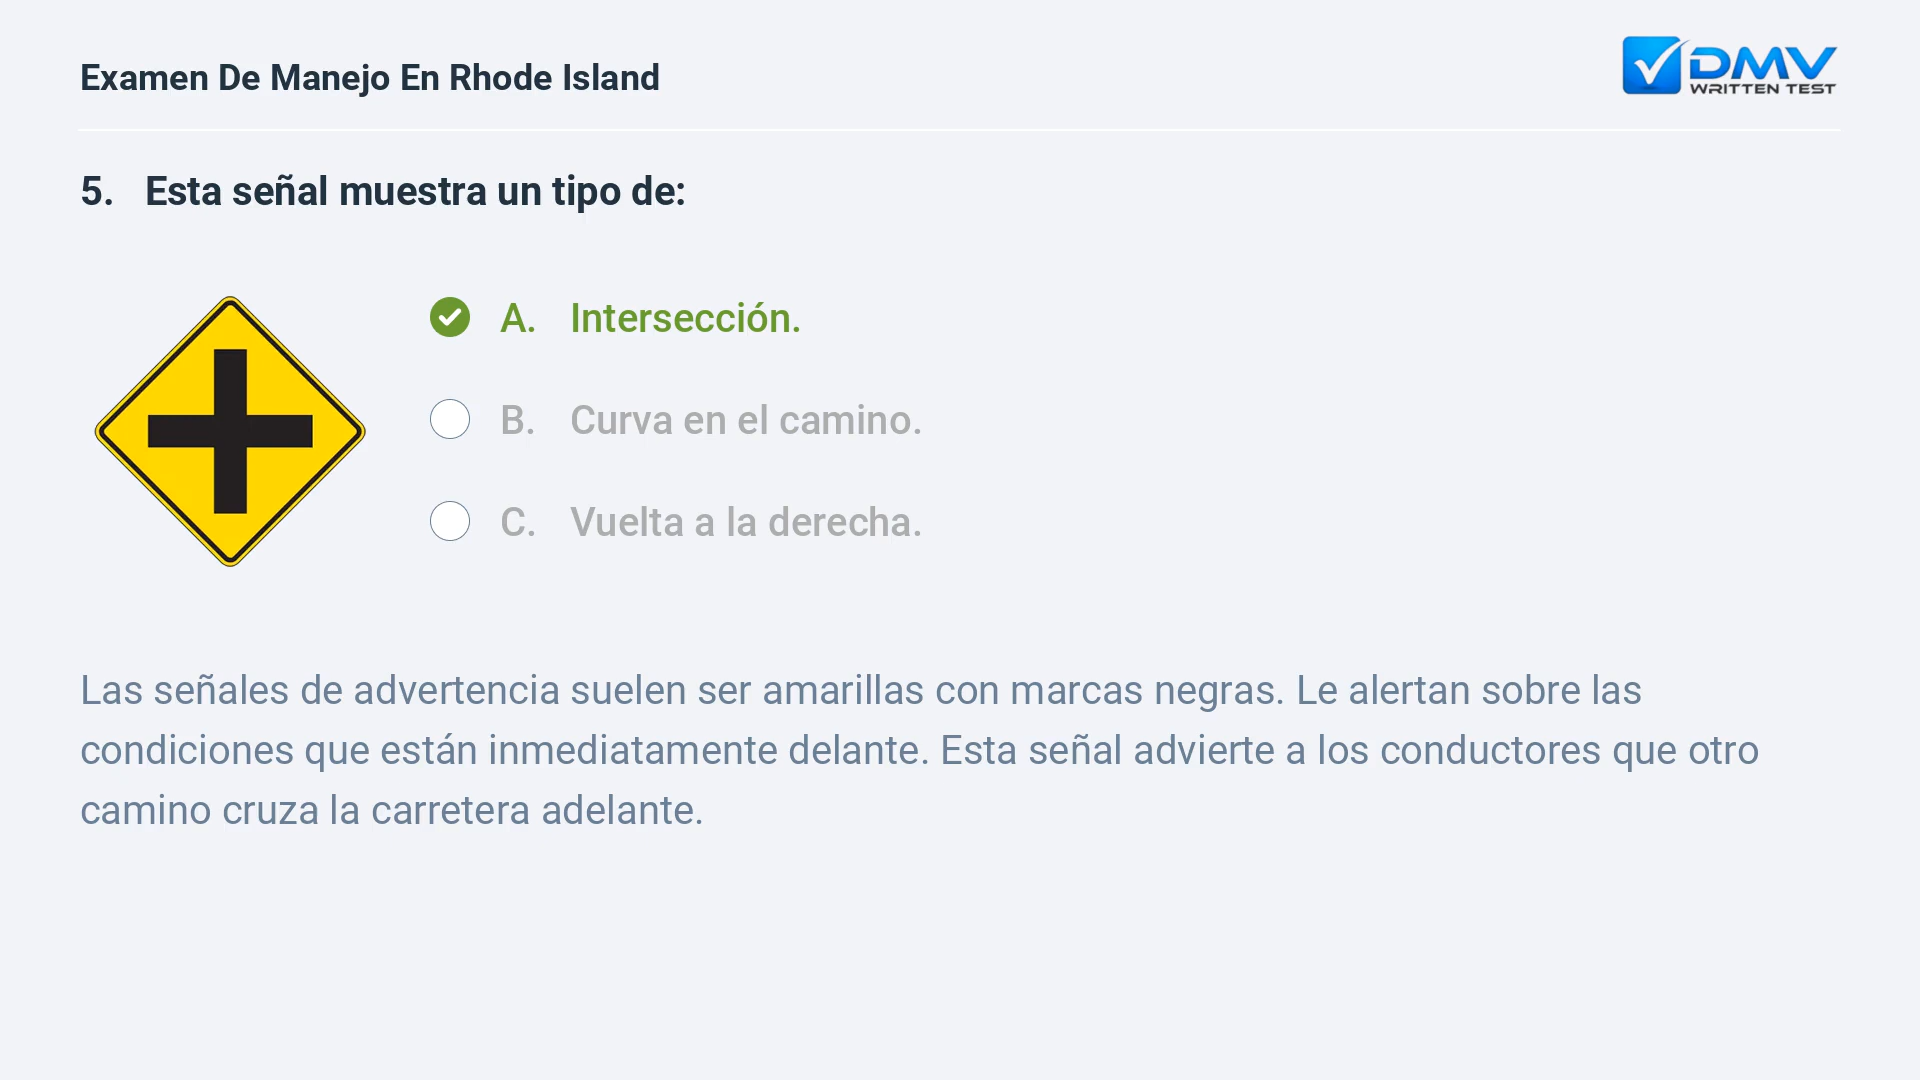 Examen De Manejo En Rhode Island
DMV
WRITTEN TEST
5. Esta señal muestra un tipo de:
A. Intersección.
B. Curva en el camino.
C. Vuelta a la derecha.
Las señales de advertencia suelen ser amarillas con marcas negras. Le alertan sobre las
condiciones que están inmediatamente delante. Esta señal advierte a los conductores que otro
camino cruza la carretera adelante.